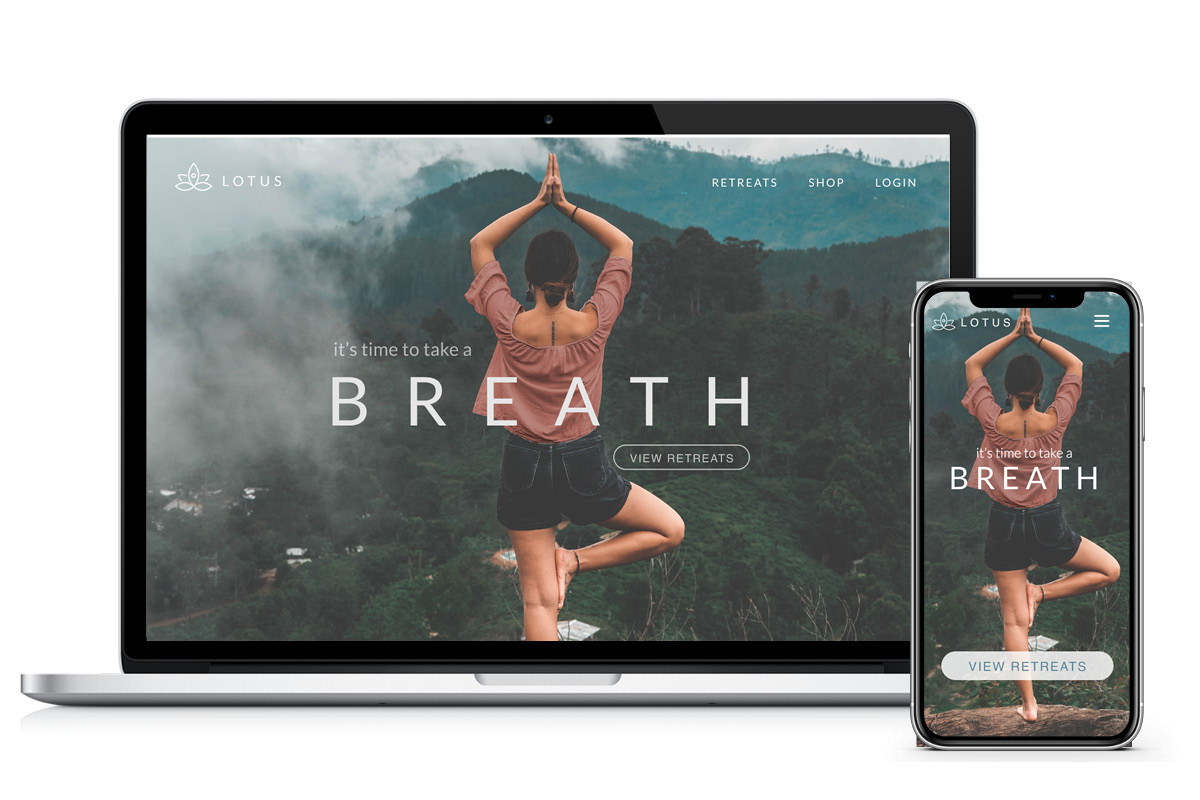 LOTUS
RETREATS SHOP LOGIN
it's time to take a
BREATH
VIEW RETREATS
LOTUS
it's time to take a
BREATH
VIEW RETREATS